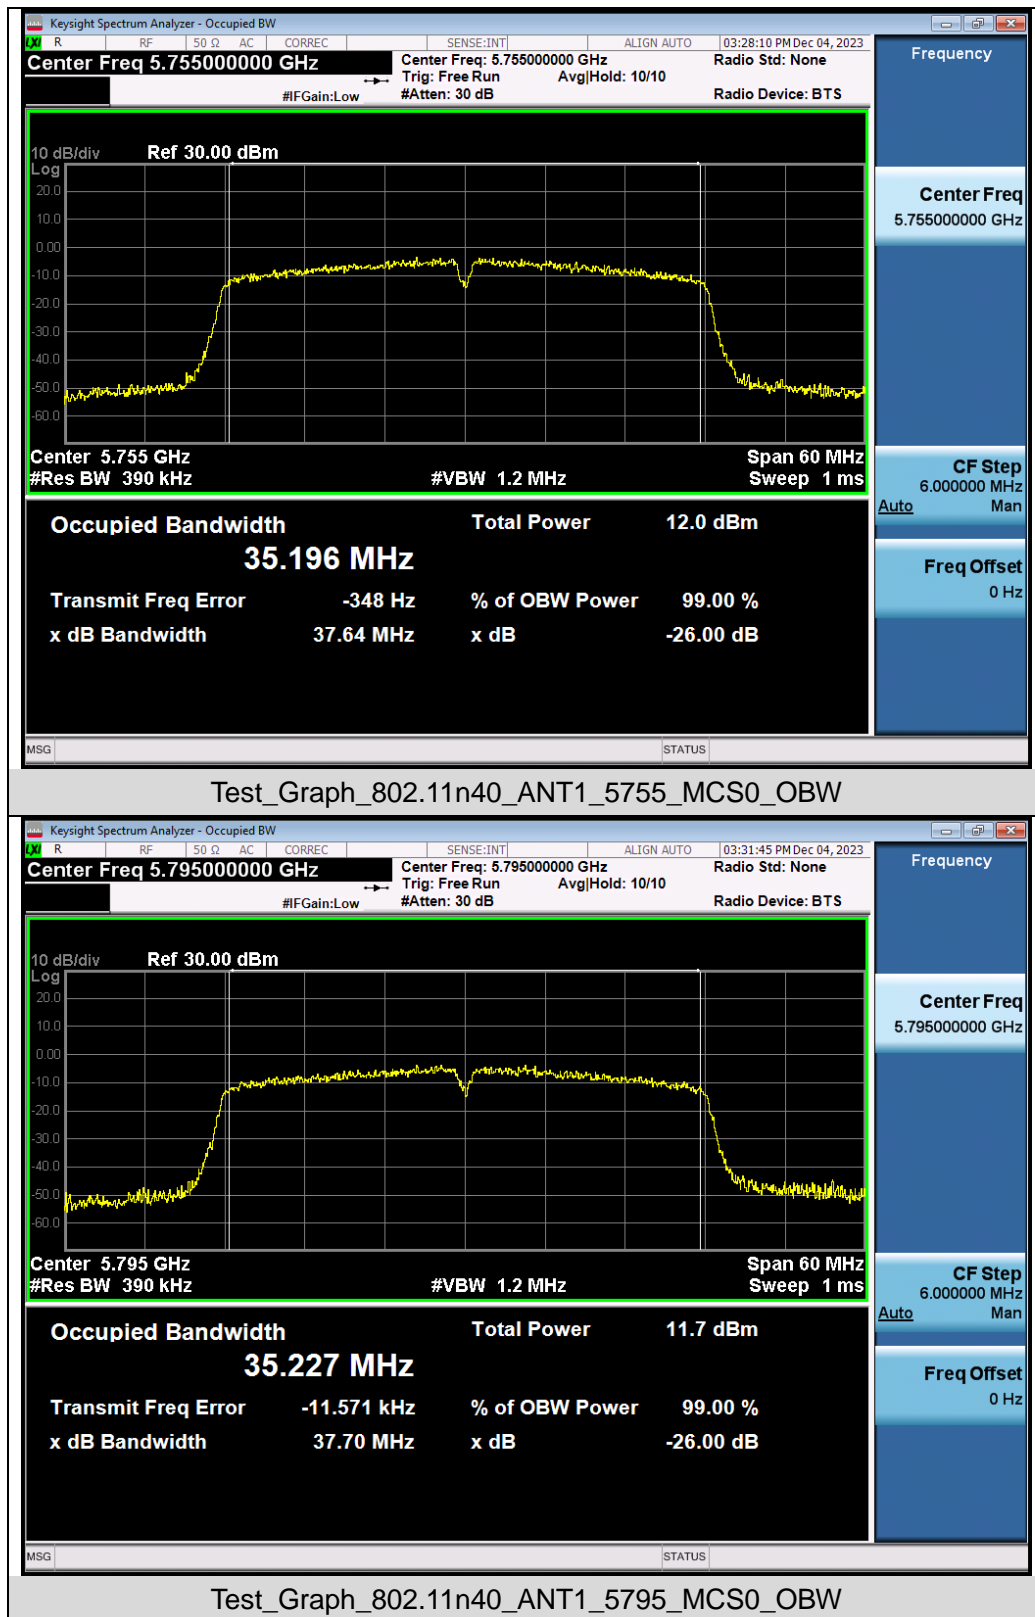 Keysight Spectrum Analyzer - Occupied BW
LXI R RF 50 Ω AC CORREC SENSE:INT ALIGN AUTO 03:28:10 PM Dec 04, 2023
Center Freq 5.755000000 GHz Center Freq: 5.755000000 GHz Radio Std: None
Trig: Free Run Avg|Hold: 10/10
#IFGain:Low #Atten: 30 dB Radio Device: BTS
10 dB/div Ref 30.00 dBm
Log
20.0
10.0
0.00
-10.0
-20.0
-30.0
-40.0
-50.0
-60.0
Center 5.755 GHz Span 60 MHz
#Res BW 390 kHz #VBW 1.2 MHz Sweep 1 ms
Occupied Bandwidth Total Power 12.0 dBm
35.196 MHz
Transmit Freq Error -348 Hz % of OBW Power 99.00 %
x dB Bandwidth 37.64 MHz x dB -26.00 dB
MSG STATUS
Frequency
Center Freq
5.755000000 GHz
CF Step
6.000000 MHz
Auto Man
Freq Offset
0 Hz
Test_Graph_802.11n40_ANT1_5755_MCS0_OBW
Keysight Spectrum Analyzer - Occupied BW
LXI R RF 50 Ω AC CORREC SENSE:INT ALIGN AUTO 03:31:45 PM Dec 04, 2023
Center Freq 5.795000000 GHz Center Freq: 5.795000000 GHz Radio Std: None
Trig: Free Run Avg|Hold: 10/10
#IFGain:Low #Atten: 30 dB Radio Device: BTS
10 dB/div Ref 30.00 dBm
Log
20.0
10.0
0.00
-10.0
-20.0
-30.0
-40.0
-50.0
-60.0
Center 5.795 GHz Span 60 MHz
#Res BW 390 kHz #VBW 1.2 MHz Sweep 1 ms
Occupied Bandwidth Total Power 11.7 dBm
35.227 MHz
Transmit Freq Error -11.571 kHz % of OBW Power 99.00 %
x dB Bandwidth 37.70 MHz x dB -26.00 dB
MSG STATUS
Frequency
Center Freq
5.795000000 GHz
CF Step
6.000000 MHz
Auto Man
Freq Offset
0 Hz
Test_Graph_802.11n40_ANT1_5795_MCS0_OBW